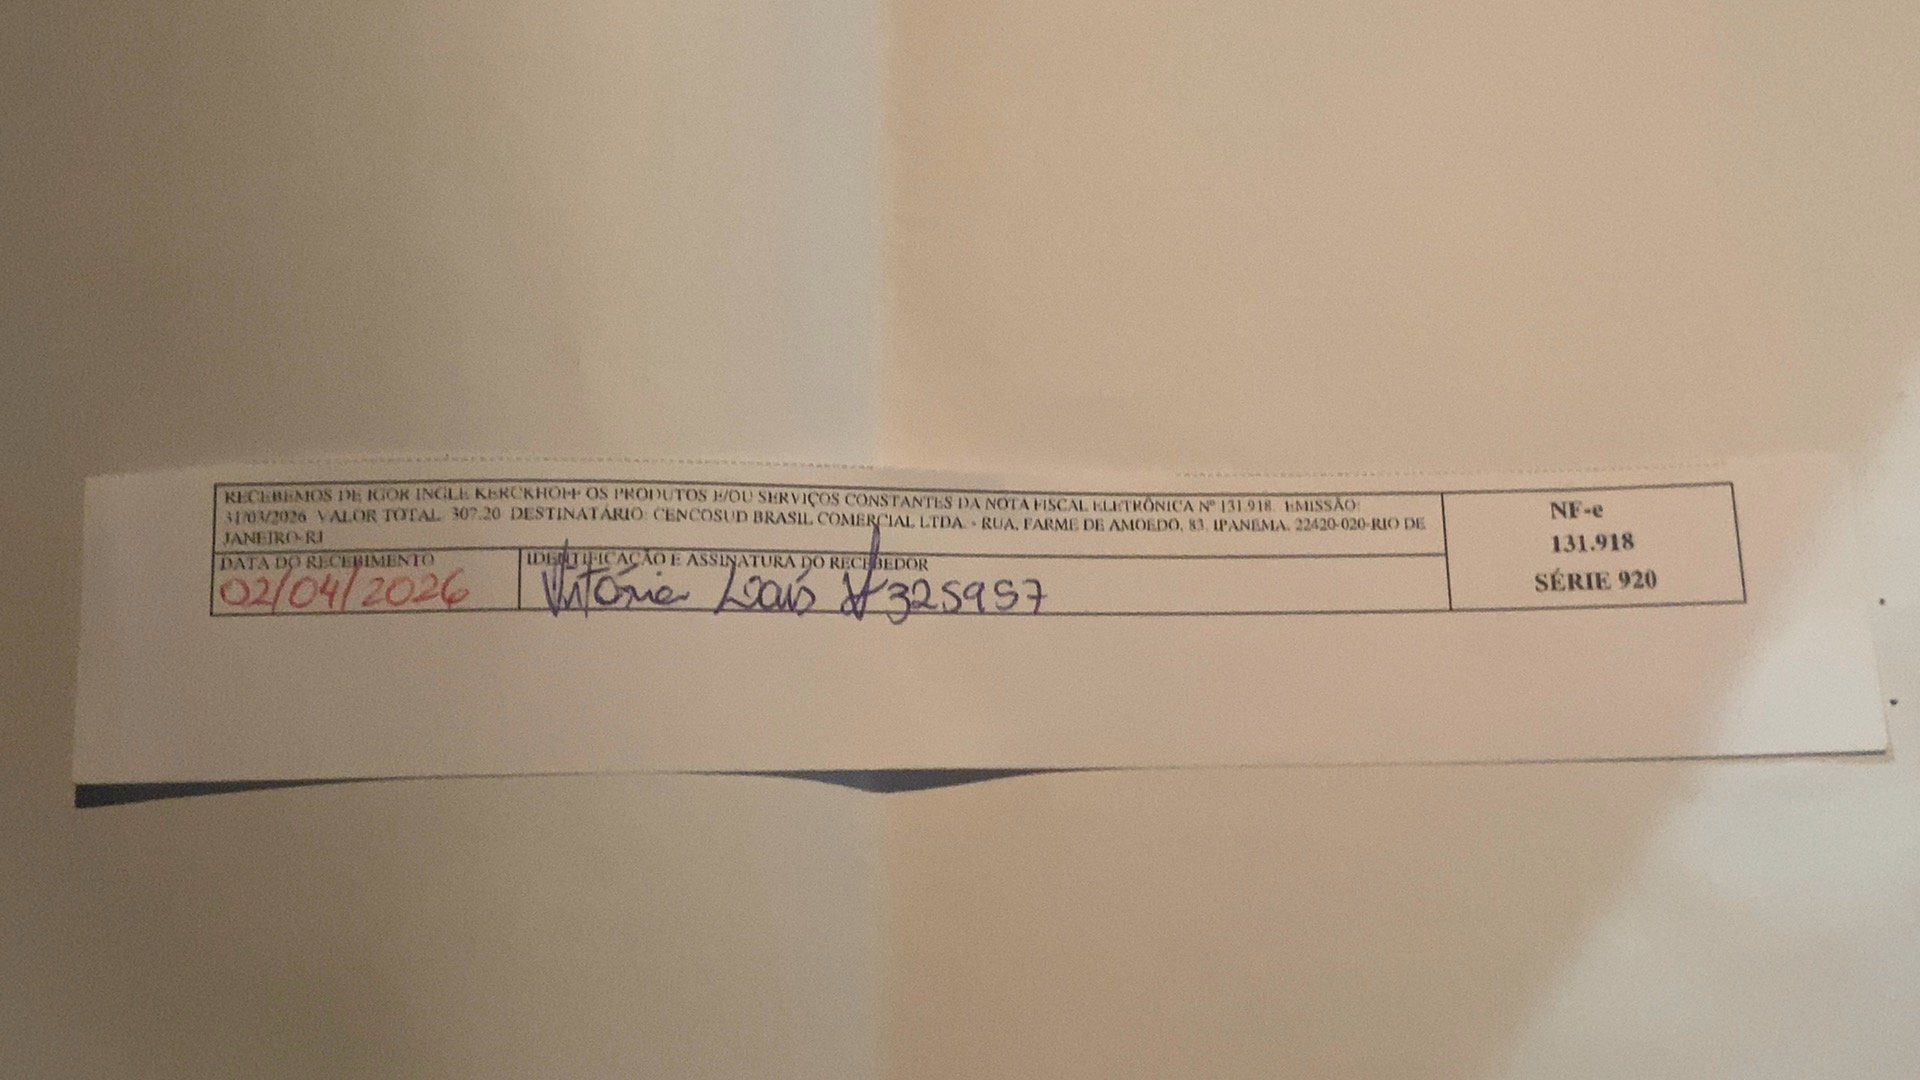 RECEBEMOS DE IGOR INGLE KERCKHOFF OS PRODUTOS E/OU SERVIÇOS CONSTANTES DA NOTA FISCAL ELETRÔNICA Nº 131.918. EMISSÃO:
31/03/2026 VALOR TOTAL: 307.20 DESTINATÁRIO: CENCOSUD BRASIL COMERCIAL LTDA. - RUA, FARME DE AMOEDO, 83, IPANEMA, 22420-020-RIO DE
JANEIRO-RJ
NF-e
131.918
SÉRIE 920
DATA DO RECEBIMENTO
02/04/2026
IDENTIFICAÇÃO E ASSINATURA DO RECEBEDOR
Vitória 325957